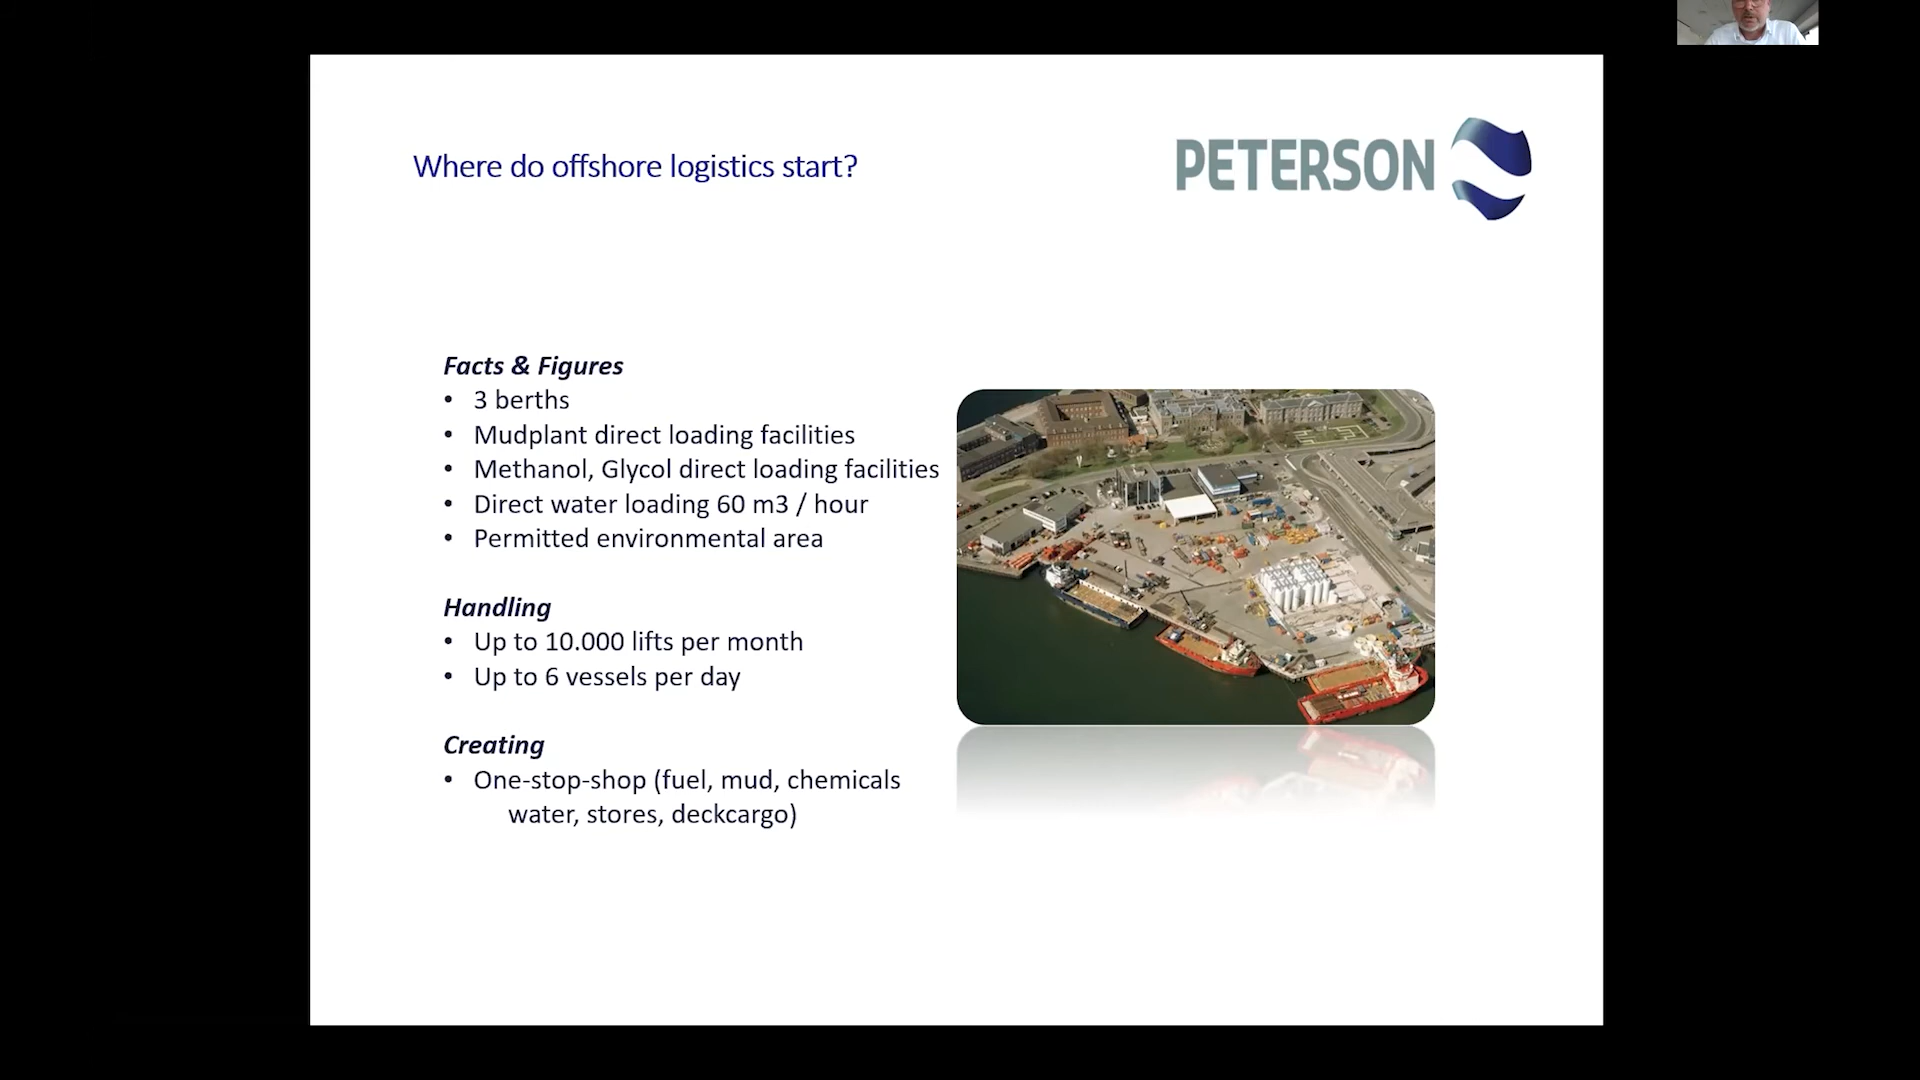 Where do offshore logistics start?
PETERSON
Facts & Figures
• 3 berths
• Mudplant direct loading facilities
• Methanol, Glycol direct loading facilities
• Direct water loading 60 m3 / hour
• Permitted environmental area
Handling
• Up to 10.000 lifts per month
• Up to 6 vessels per day
Creating
• One-stop-shop (fuel, mud, chemicals
water, stores, deckcargo)